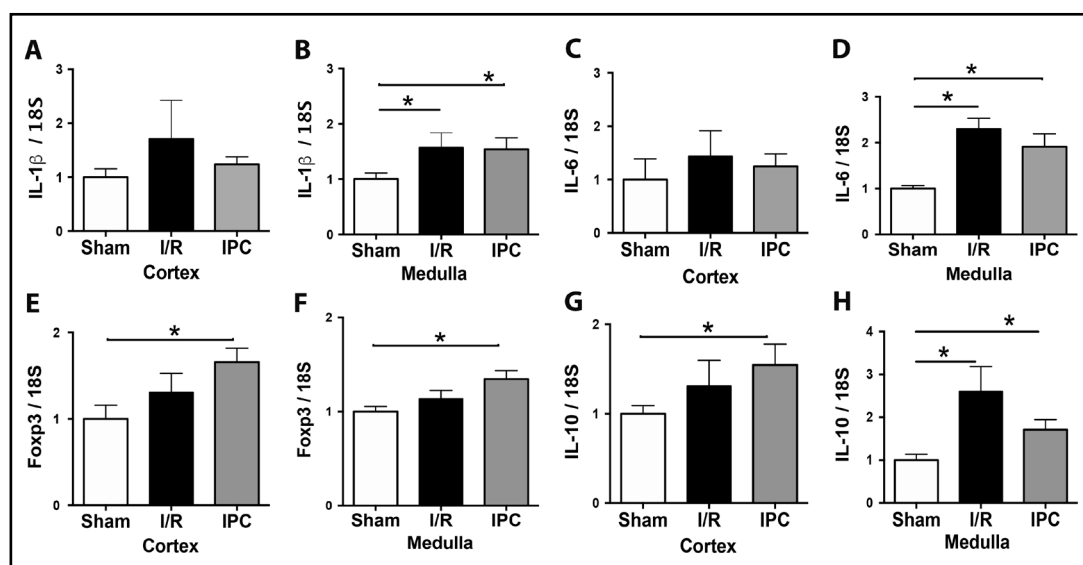 A
IL-1β / 18S
3
2
1
0
Sham I/R IPC
Cortex
B
IL-1β / 18S
3
2
1
0
*
*
Sham I/R IPC
Medulla
C
IL-6 / 18S
3
2
1
0
Sham I/R IPC
Cortex
D
IL-6 / 18S
3
2
1
0
*
*
Sham I/R IPC
Medulla
E
Foxp3 / 18S
2
1
0
*
Sham I/R IPC
Cortex
F
Foxp3 / 18S
2
1
0
*
Sham I/R IPC
Medulla
G
IL-10 / 18S
2
1
0
*
Sham I/R IPC
Cortex
H
IL-10 / 18S
4
3
2
1
0
*
*
Sham I/R IPC
Medulla